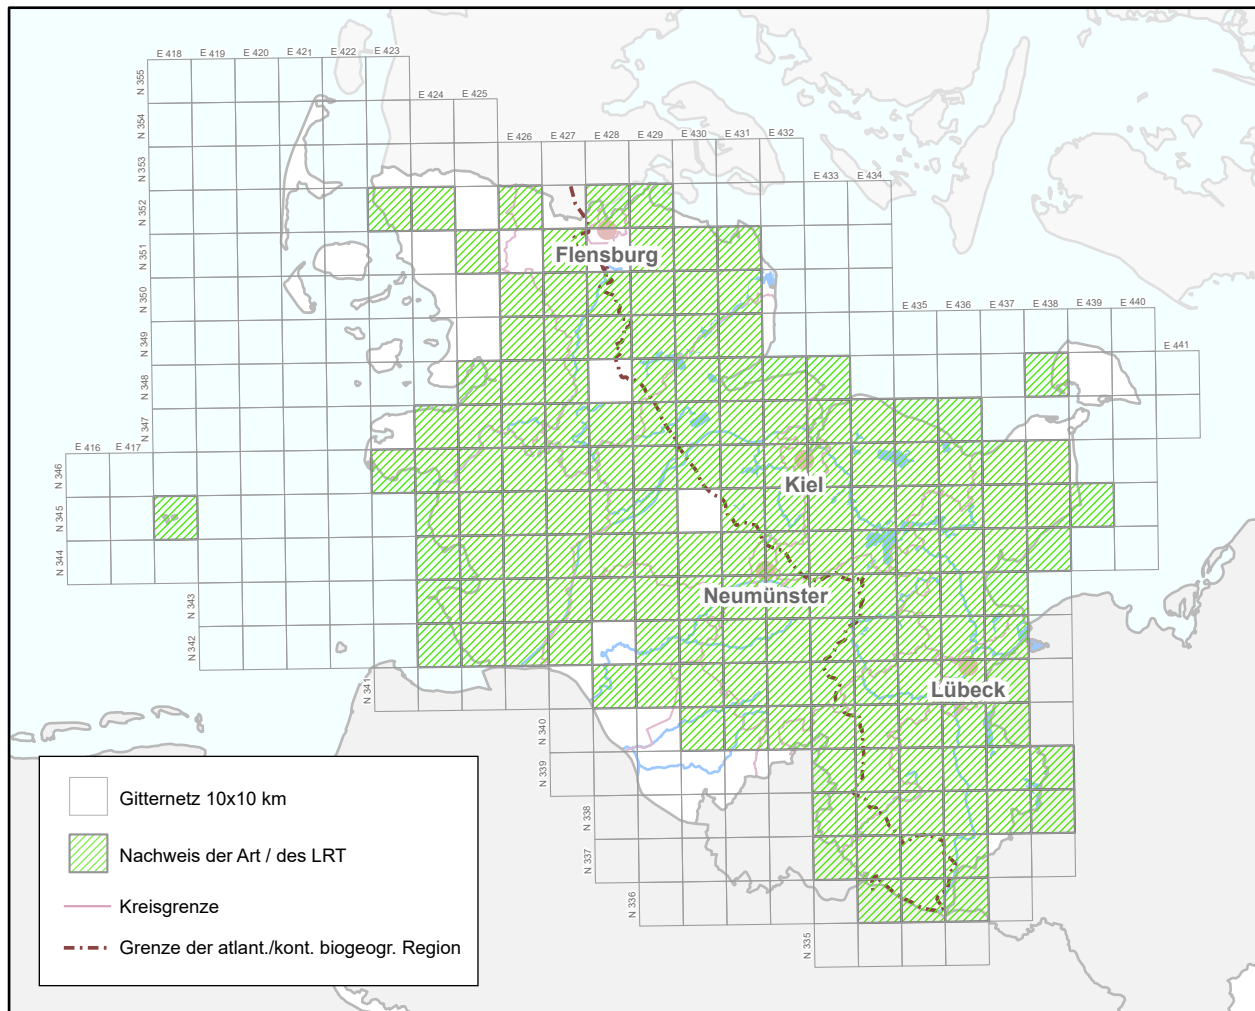 E 418
E 419
E 420
E 421
E 422
E 423
N 355
E 424
E 425
N 354
E 426
E 427
E 428
E 429
E 430
E 431
E 432
N 353
E 433
E 434
N 352
N 351
Flensburg
N 350
E 435
E 436
E 437
E 438
E 439
E 440
N 349
E 441
N 348
N 347
E 416
E 417
N 346
Kiel
N 345
N 344
Neumünster
N 343
N 342
N 341
Lübeck
N 340
N 339
N 338
N 337
N 336
N 335
Gitternetz 10x10 km
Nachweis der Art / des LRT
Kreisgrenze
Grenze der atlant./kont. biogeogr. Region